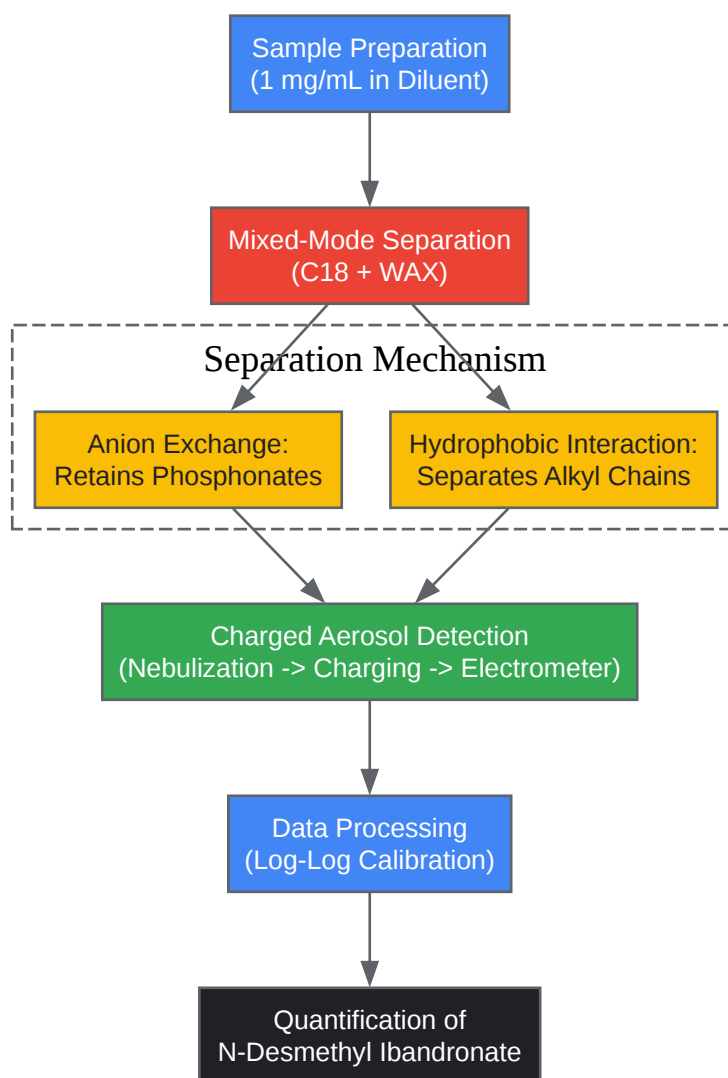 Sample Preparation
(1 mg/mL in Diluent)
Mixed-Mode Separation
(C18 + WAX)
Separation Mechanism
Anion Exchange:
Retains Phosphonates
Hydrophobic Interaction:
Separates Alkyl Chains
Charged Aerosol Detection
(Nebulization -> Charging -> Electrometer)
Data Processing
(Log-Log Calibration)
Quantification of
N-Desmethyl Ibandronate